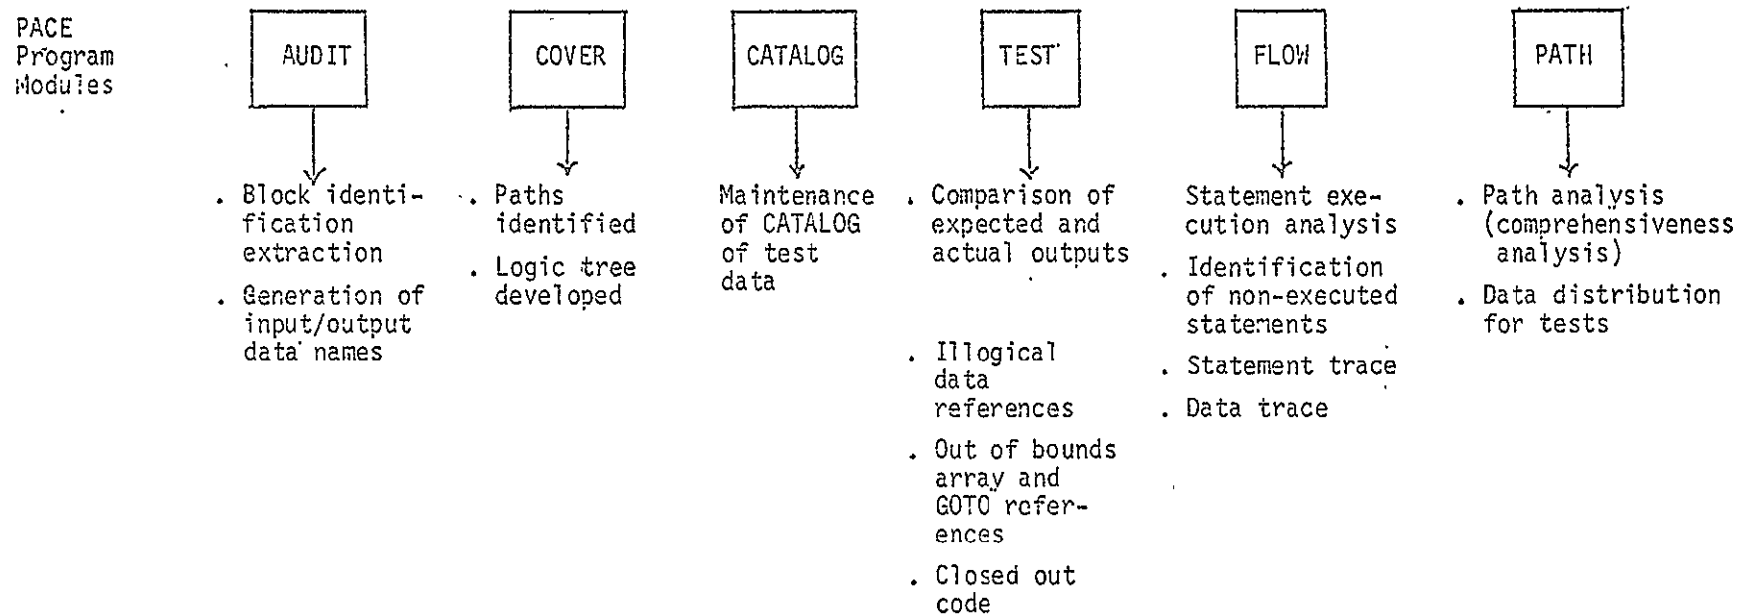 PACE
Program
Modules
AUDIT
COVER
CATALOG
TEST
FLOW
PATH
. Block identi-
fication
extraction
. Generation of
input/output
data names
. Paths
identified
. Logic tree
developed
Maintenance
of CATALOG
of test
data
. Comparison of
expected and
actual outputs
. Illogical
data
references
. Out of bounds
array and
GOTO refer-
ences
. Closed out
code
Statement exe-
cution analysis
. Identification
of non-executed
statements
. Statement trace
. Data trace
. Path analysis
(comprehensiveness
analysis)
. Data distribution
for tests